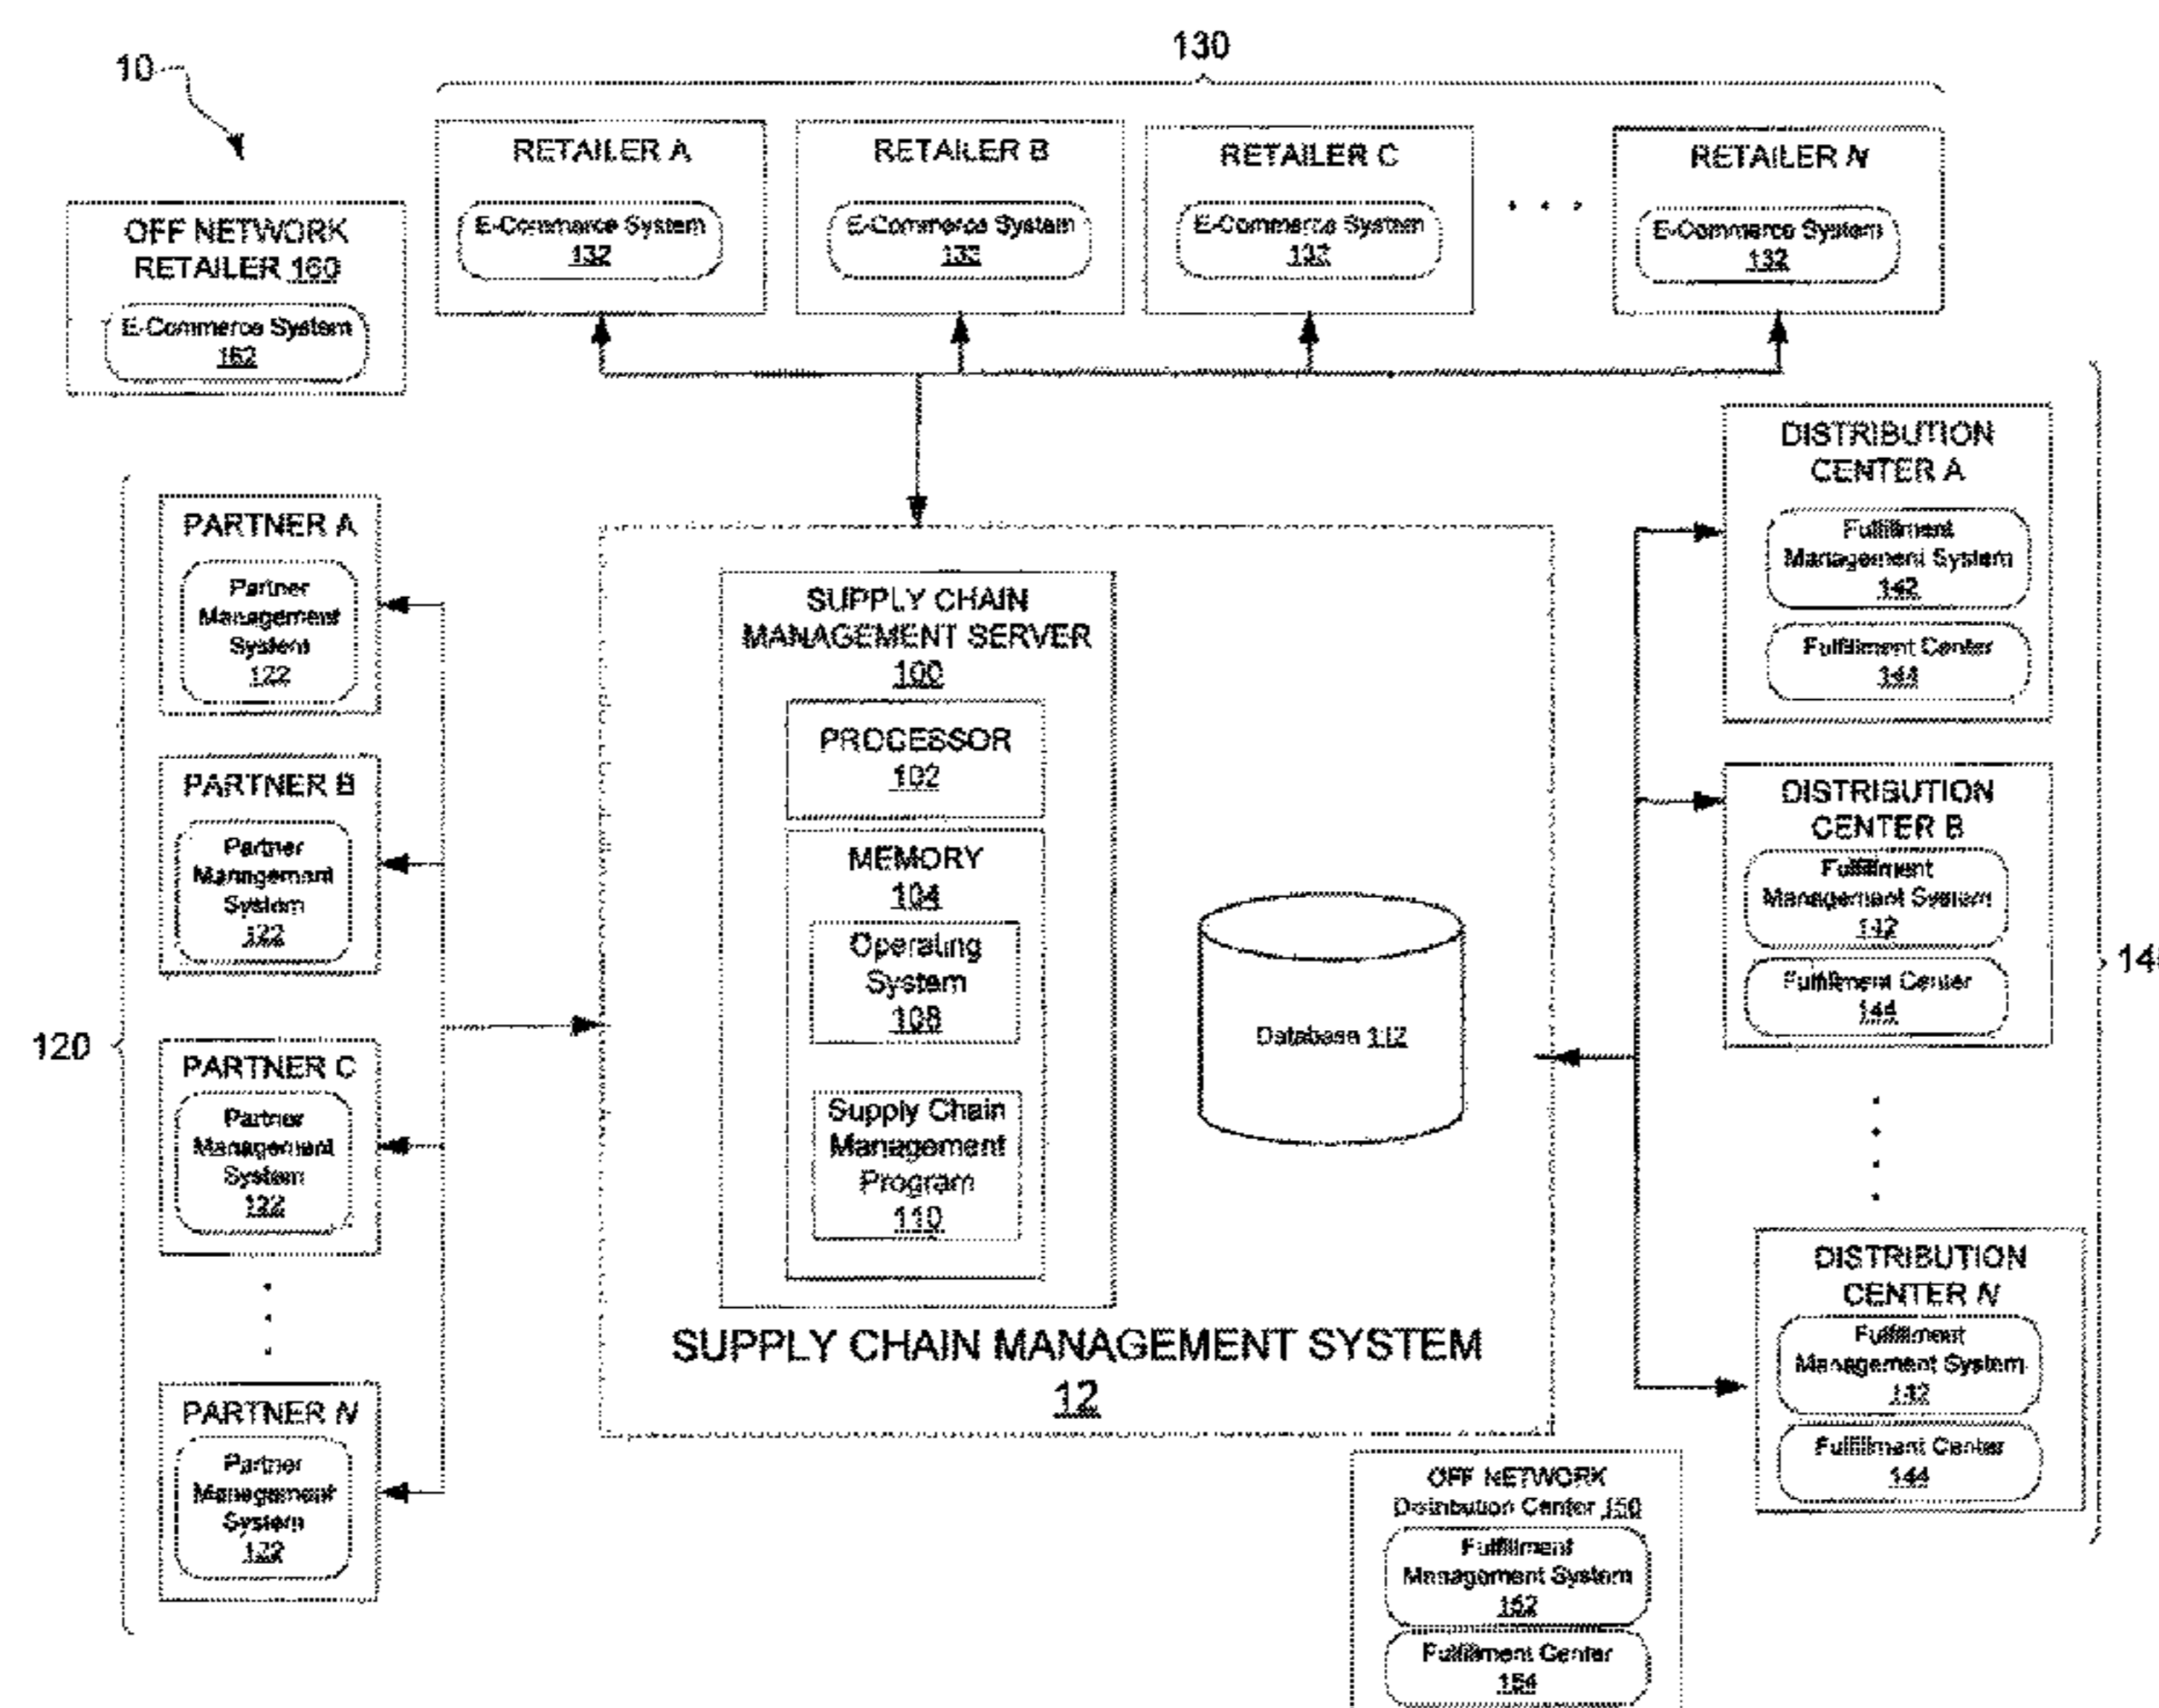 130
10
RETAILER A
E-Commerce System
132
RETAILER B
E-Commerce System
132
RETAILER C
E-Commerce System
132
RETAILER N
E-Commerce System
132
OFF NETWORK
RETAILER 160
E-Commerce System
162
PARTNER A
Partner
Management
System
122
PARTNER B
Partner
Management
System
122
PARTNER C
Partner
Management
System
122
PARTNER N
Partner
Management
System
122
120
SUPPLY CHAIN
MANAGEMENT SERVER
100
PROCESSOR
102
MEMORY
104
Operating
System
108
Supply Chain
Management
Program
110
Database 112
SUPPLY CHAIN MANAGEMENT SYSTEM
12
DISTRIBUTION
CENTER A
Fulfillment
Management System
142
Fulfillment Center
144
DISTRIBUTION
CENTER B
Fulfillment
Management System
142
Fulfillment Center
144
DISTRIBUTION
CENTER N
Fulfillment
Management System
142
Fulfillment Center
144
OFF NETWORK
Distribution Center 150
Fulfillment
Management System
152
Fulfillment Center
154